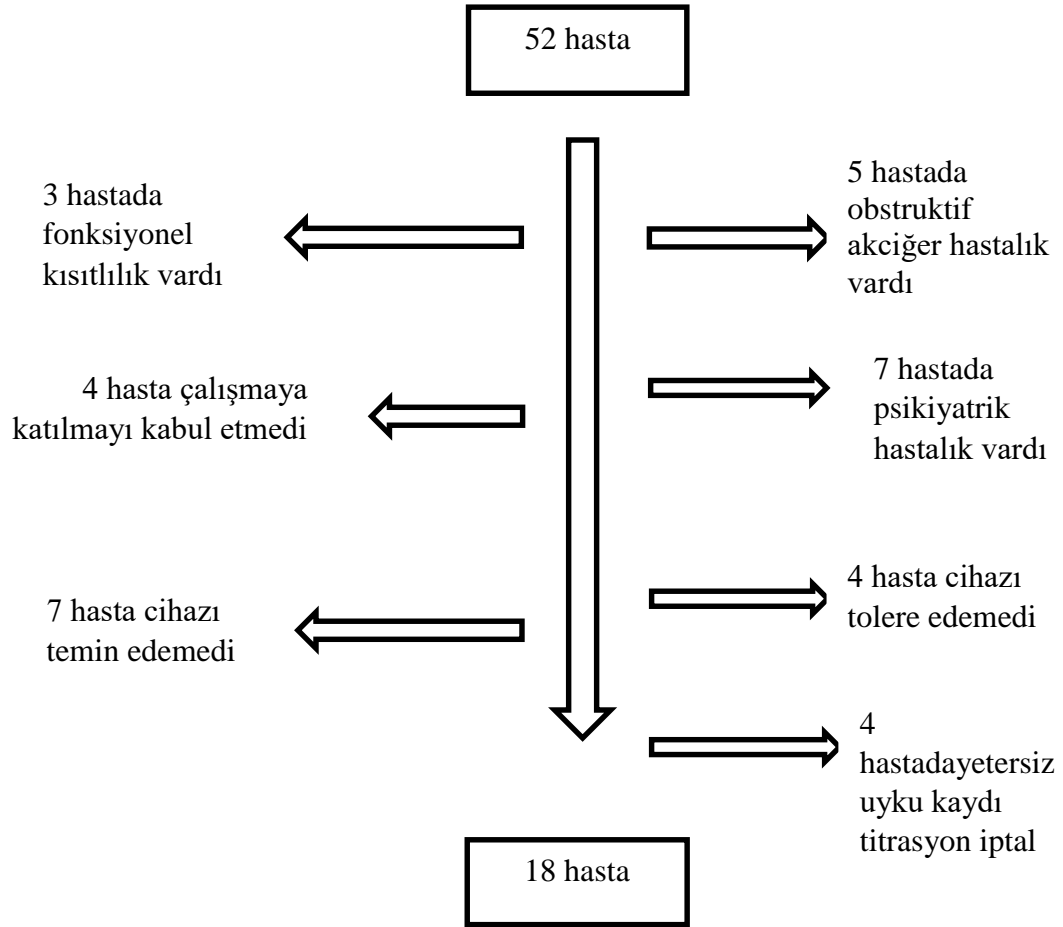 52 hasta
3 hastada
fonksiyonel
kısıtlılık vardı
5 hastada
obstruktif
akciğer hastalık
vardı
4 hasta çalışmaya
katılmayı kabul etmedi
7 hastada
psikiyatrik
hastalık vardı
7 hasta cihazı
temin edemedi
4 hasta cihazı
tolere edemedi
4
hastadayetersiz
uyku kaydı
titrasyon iptal
18 hasta